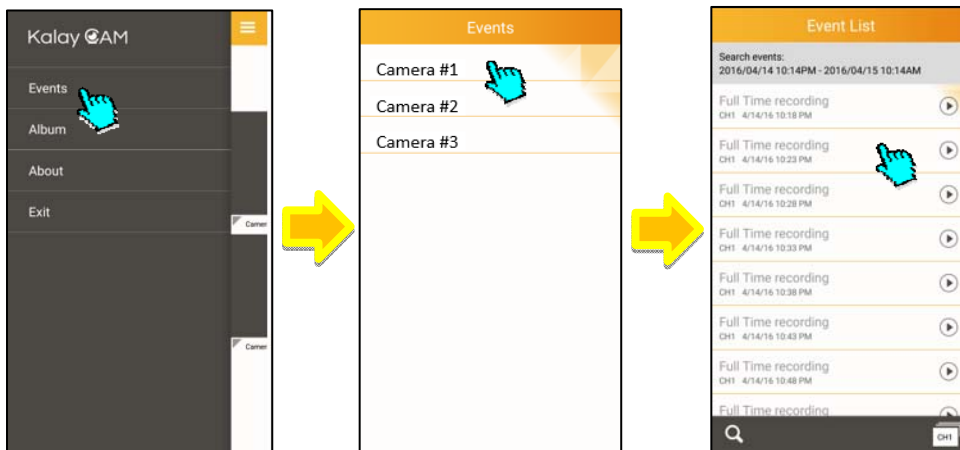 Kalay CAM
Events
Album
About
Exit
Camer
Camer
Events
Camera #1
Camera #2
Camera #3
Event List
Search events:
2016/04/14 10:14PM - 2016/04/15 10:14AM
Full Time recording
CH1 4/14/16 10:18 PM
Full Time recording
CH1 4/14/16 10:23 PM
Full Time recording
CH1 4/14/16 10:28 PM
Full Time recording
CH1 4/14/16 10:33 PM
Full Time recording
CH1 4/14/16 10:38 PM
Full Time recording
CH1 4/14/16 10:43 PM
Full Time recording
CH1 4/14/16 10:48 PM
Full Time recording
CH1